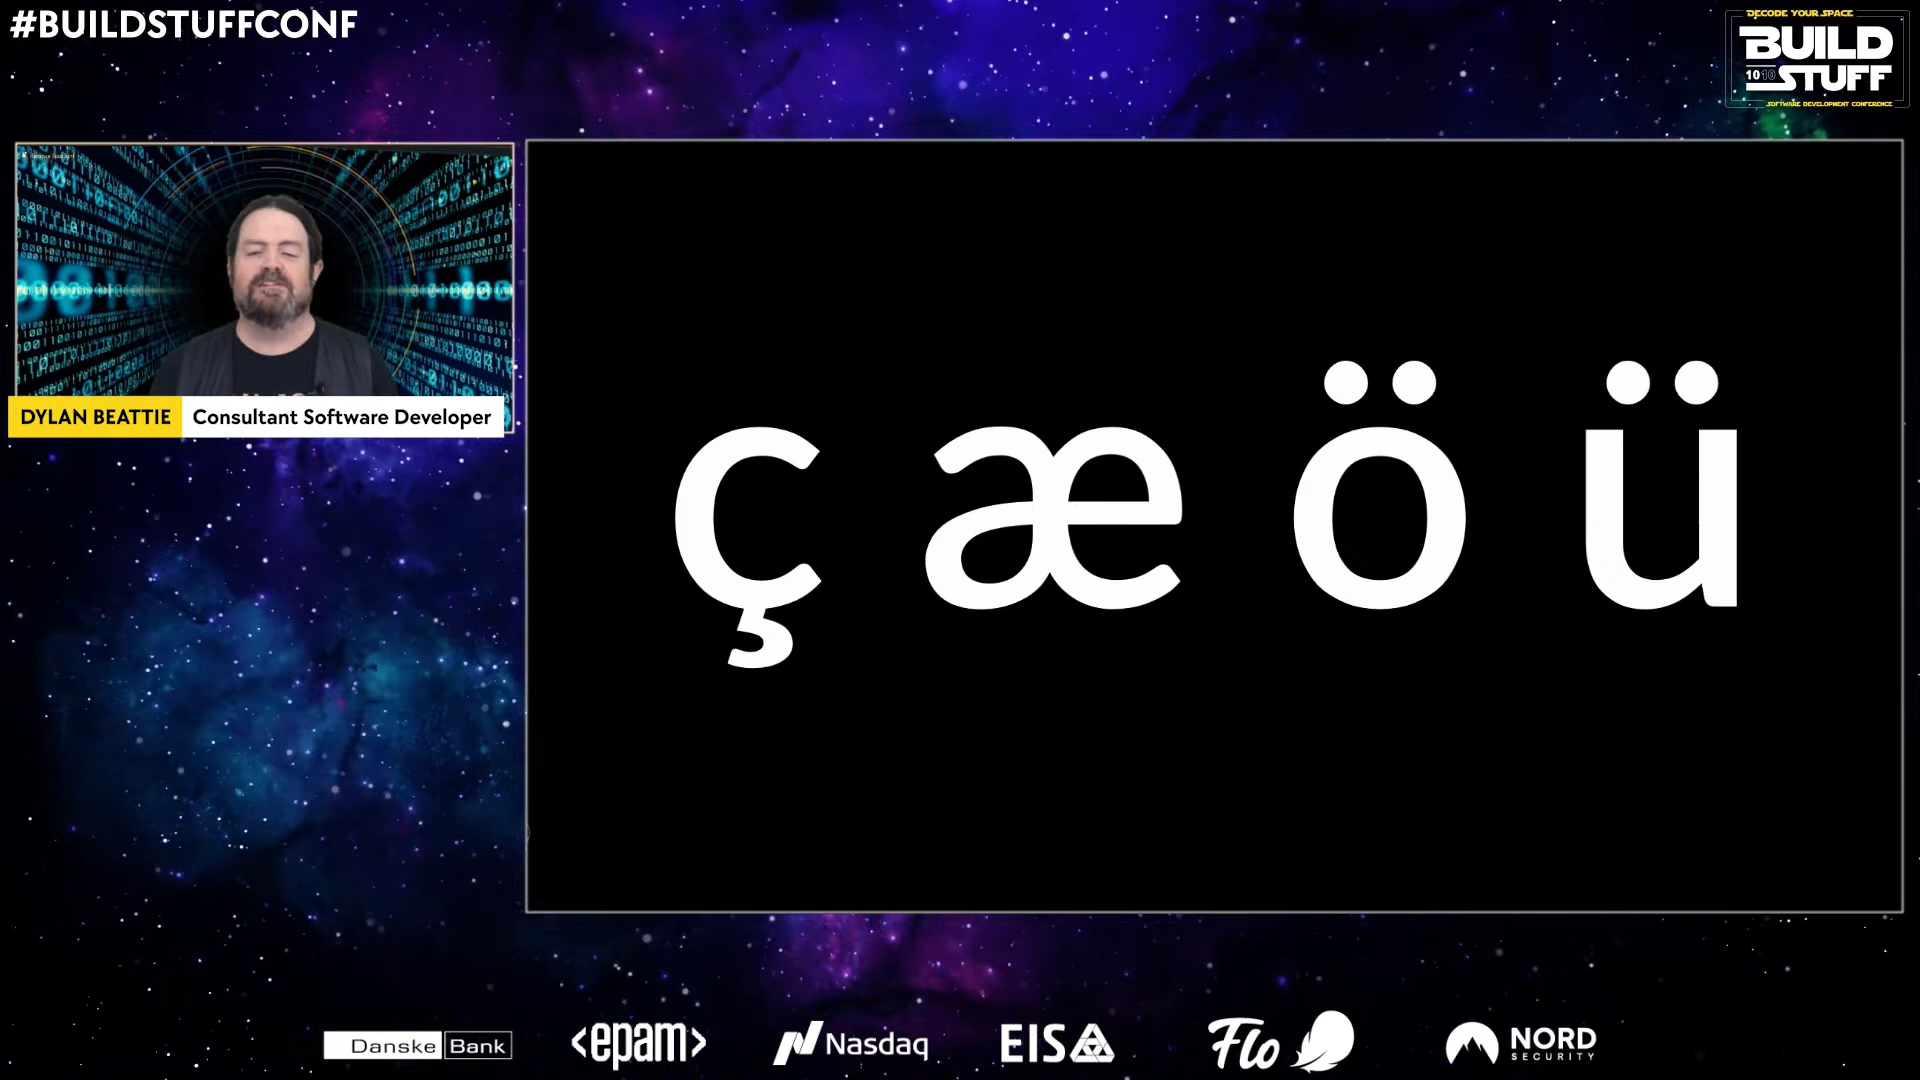 #BUILDSTUFFCONF
DECODE YOUR SPACE
BUILD
10
STUFF
SOFTWARE DEVELOPMENT CONFERENCE
DYLAN BEATTIE Consultant Software Developer
ç æ ö ü
Danske Bank <epam> Nasdaq EIS Flo NORD
SECURITY